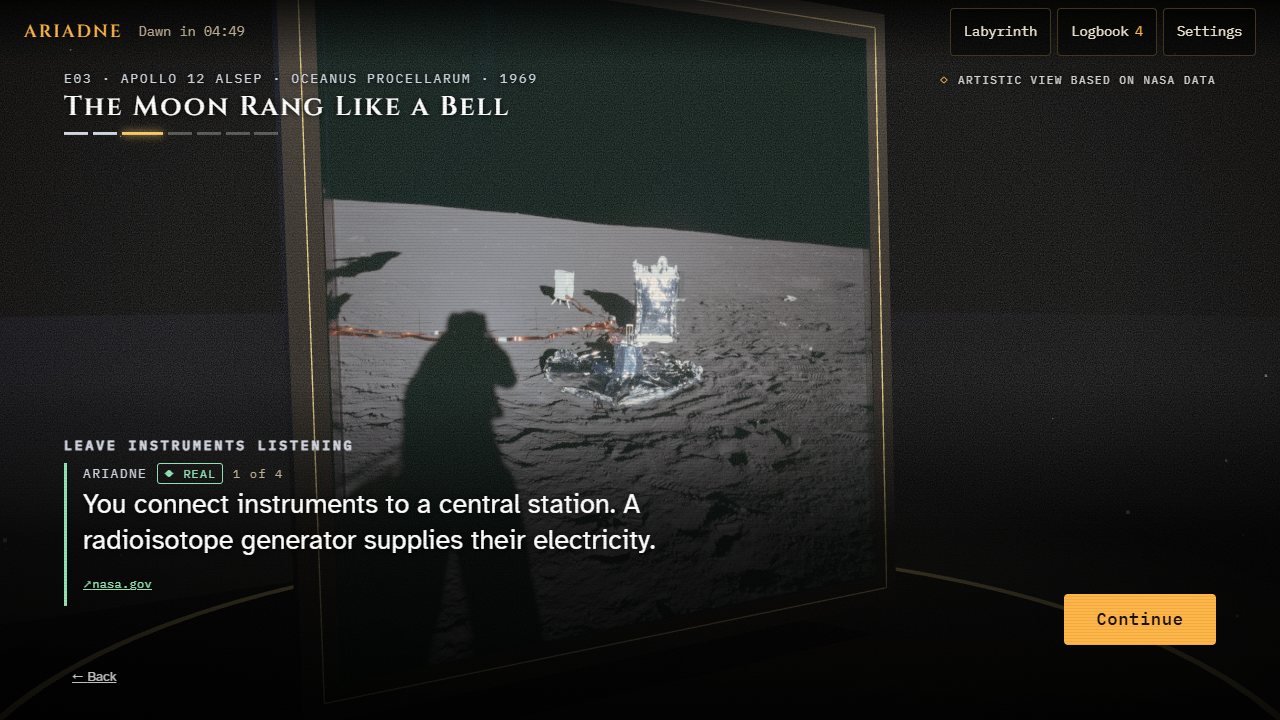 ARIADNE Dawn in 04:49 Labyrinth Logbook 4 Settings
E03 · APOLLO 12 ALSEP · OCEANUS PROCELLARUM · 1969
◇ ARTISTIC VIEW BASED ON NASA DATA
The Moon Rang Like a Bell
LEAVE INSTRUMENTS LISTENING
ARIADNE ◆ REAL 1 of 4
You connect instruments to a central station. A
radioisotope generator supplies their electricity.
↗nasa.gov
Continue
← Back